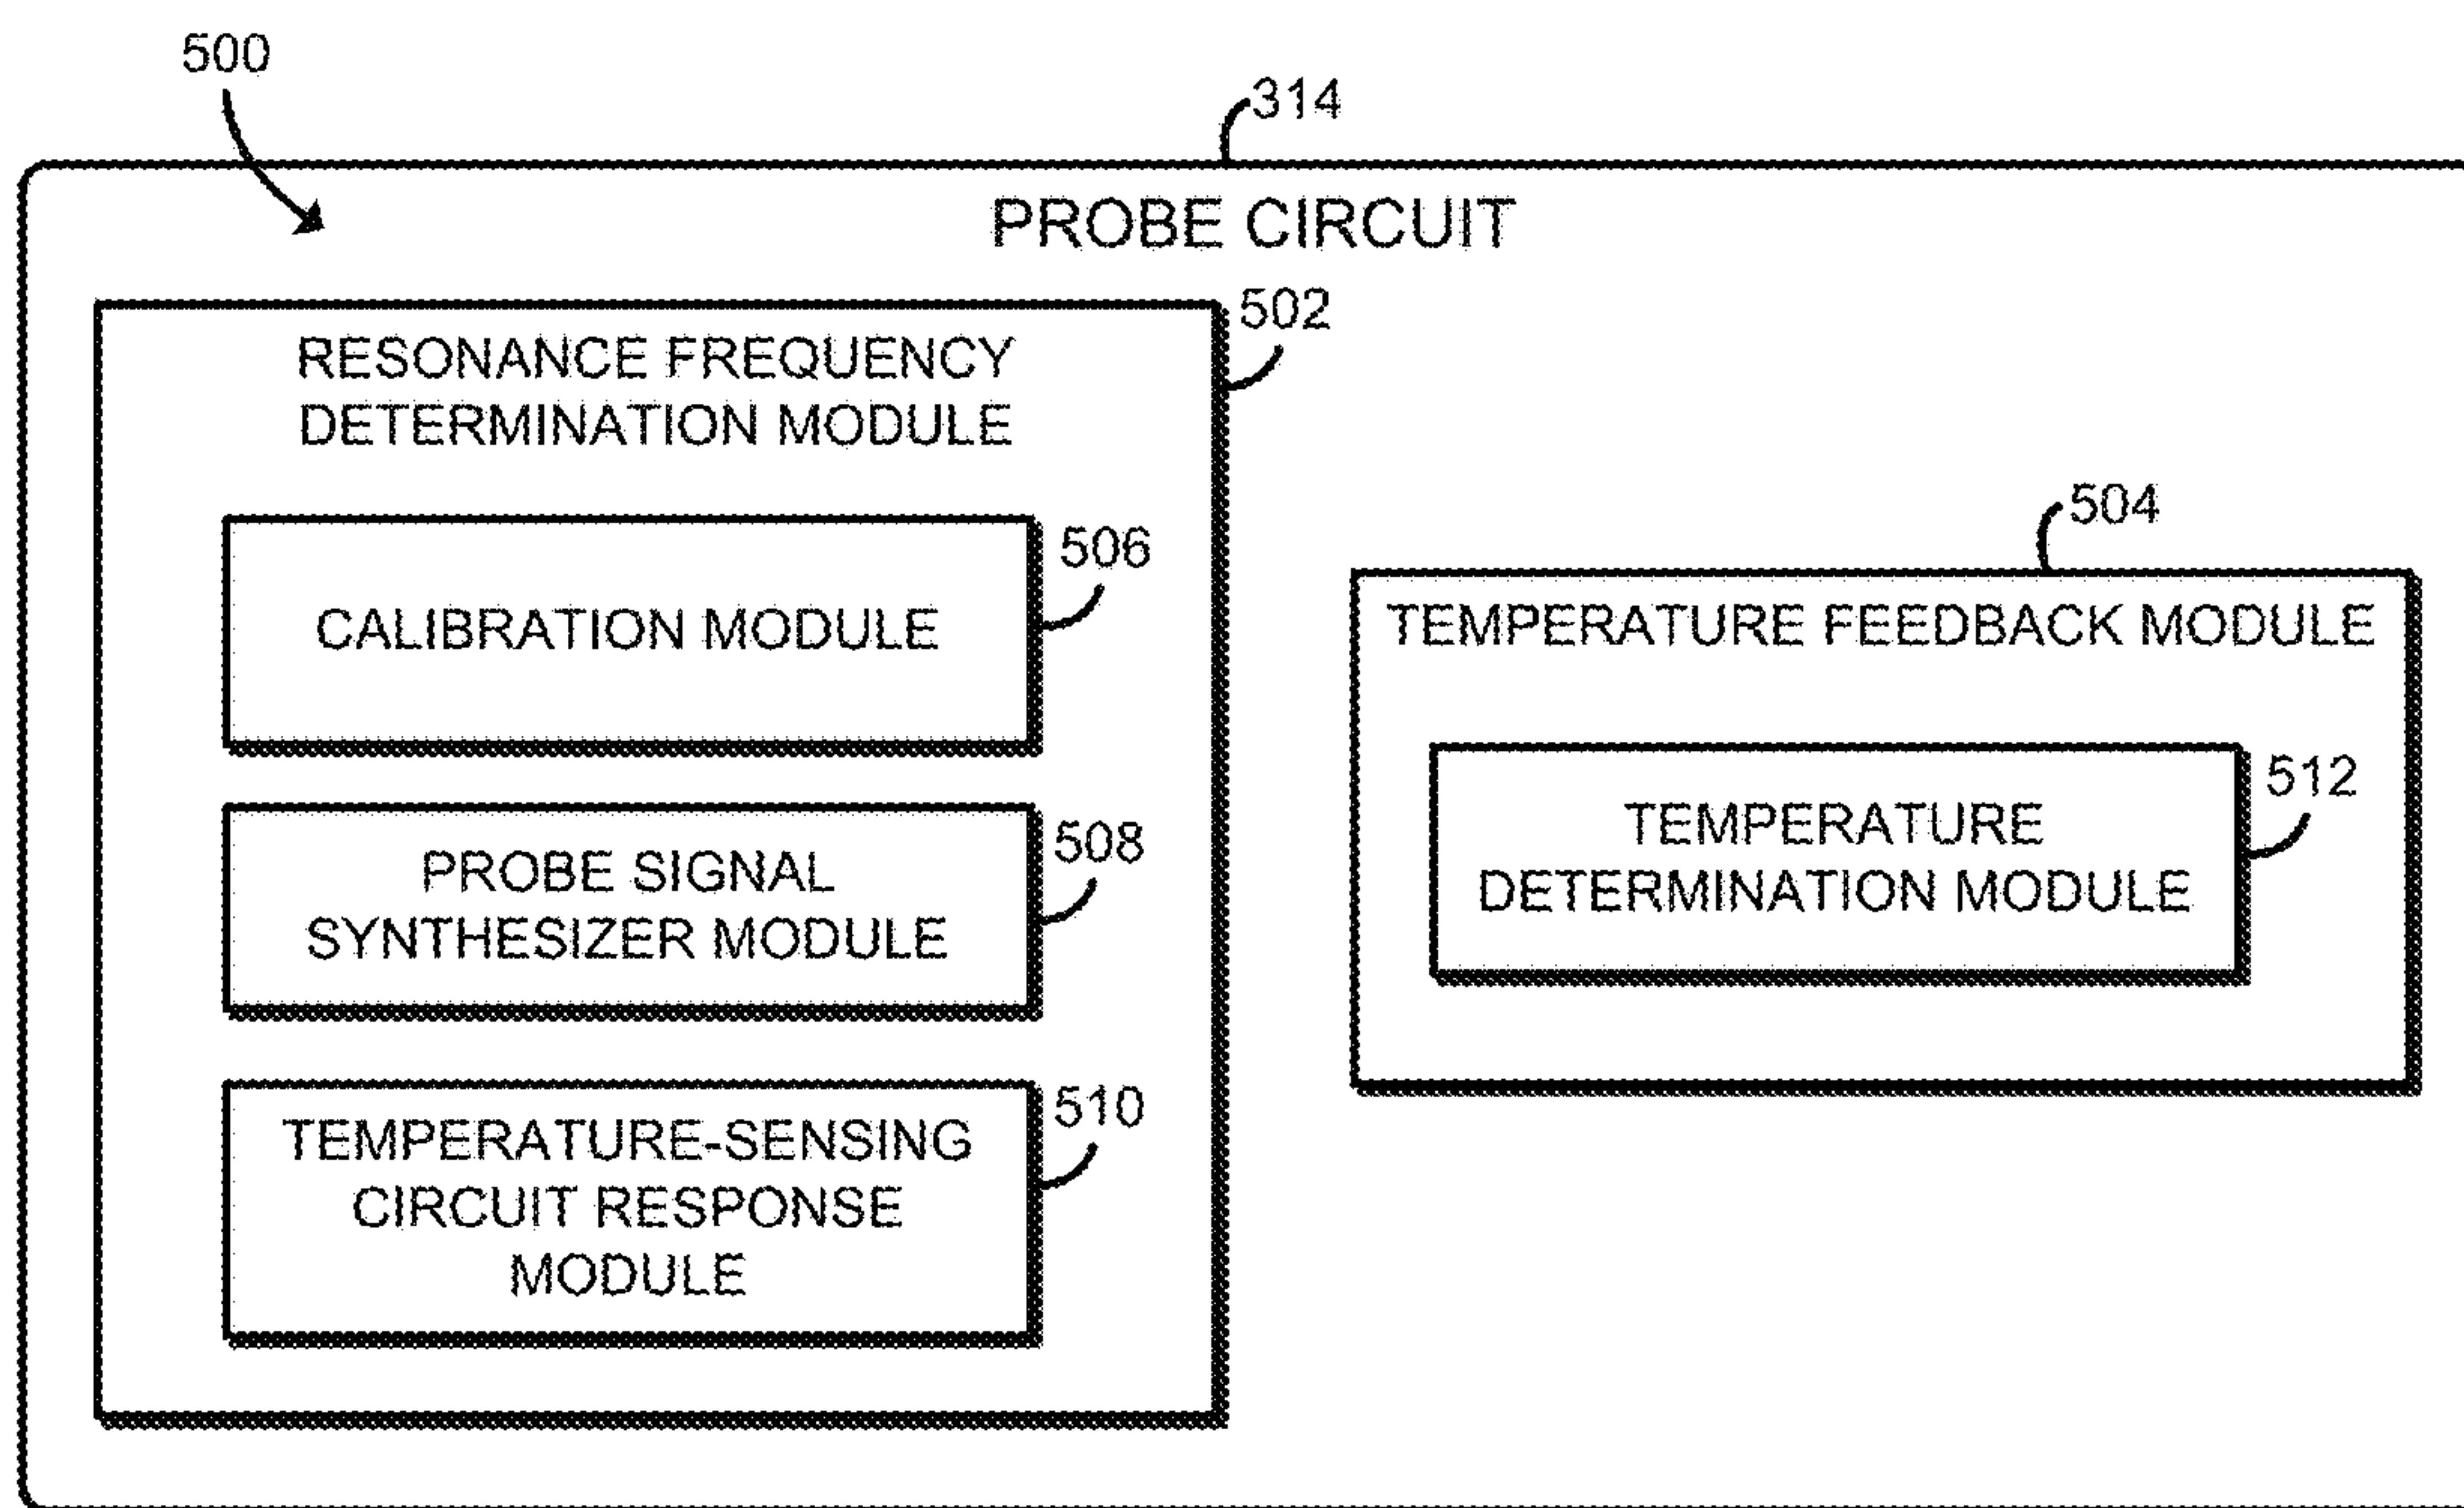 500
314
PROBE CIRCUIT
502
RESONANCE FREQUENCY
DETERMINATION MODULE
506
CALIBRATION MODULE
508
PROBE SIGNAL
SYNTHESIZER MODULE
510
TEMPERATURE-SENSING
CIRCUIT RESPONSE
MODULE
504
TEMPERATURE FEEDBACK MODULE
512
TEMPERATURE
DETERMINATION MODULE